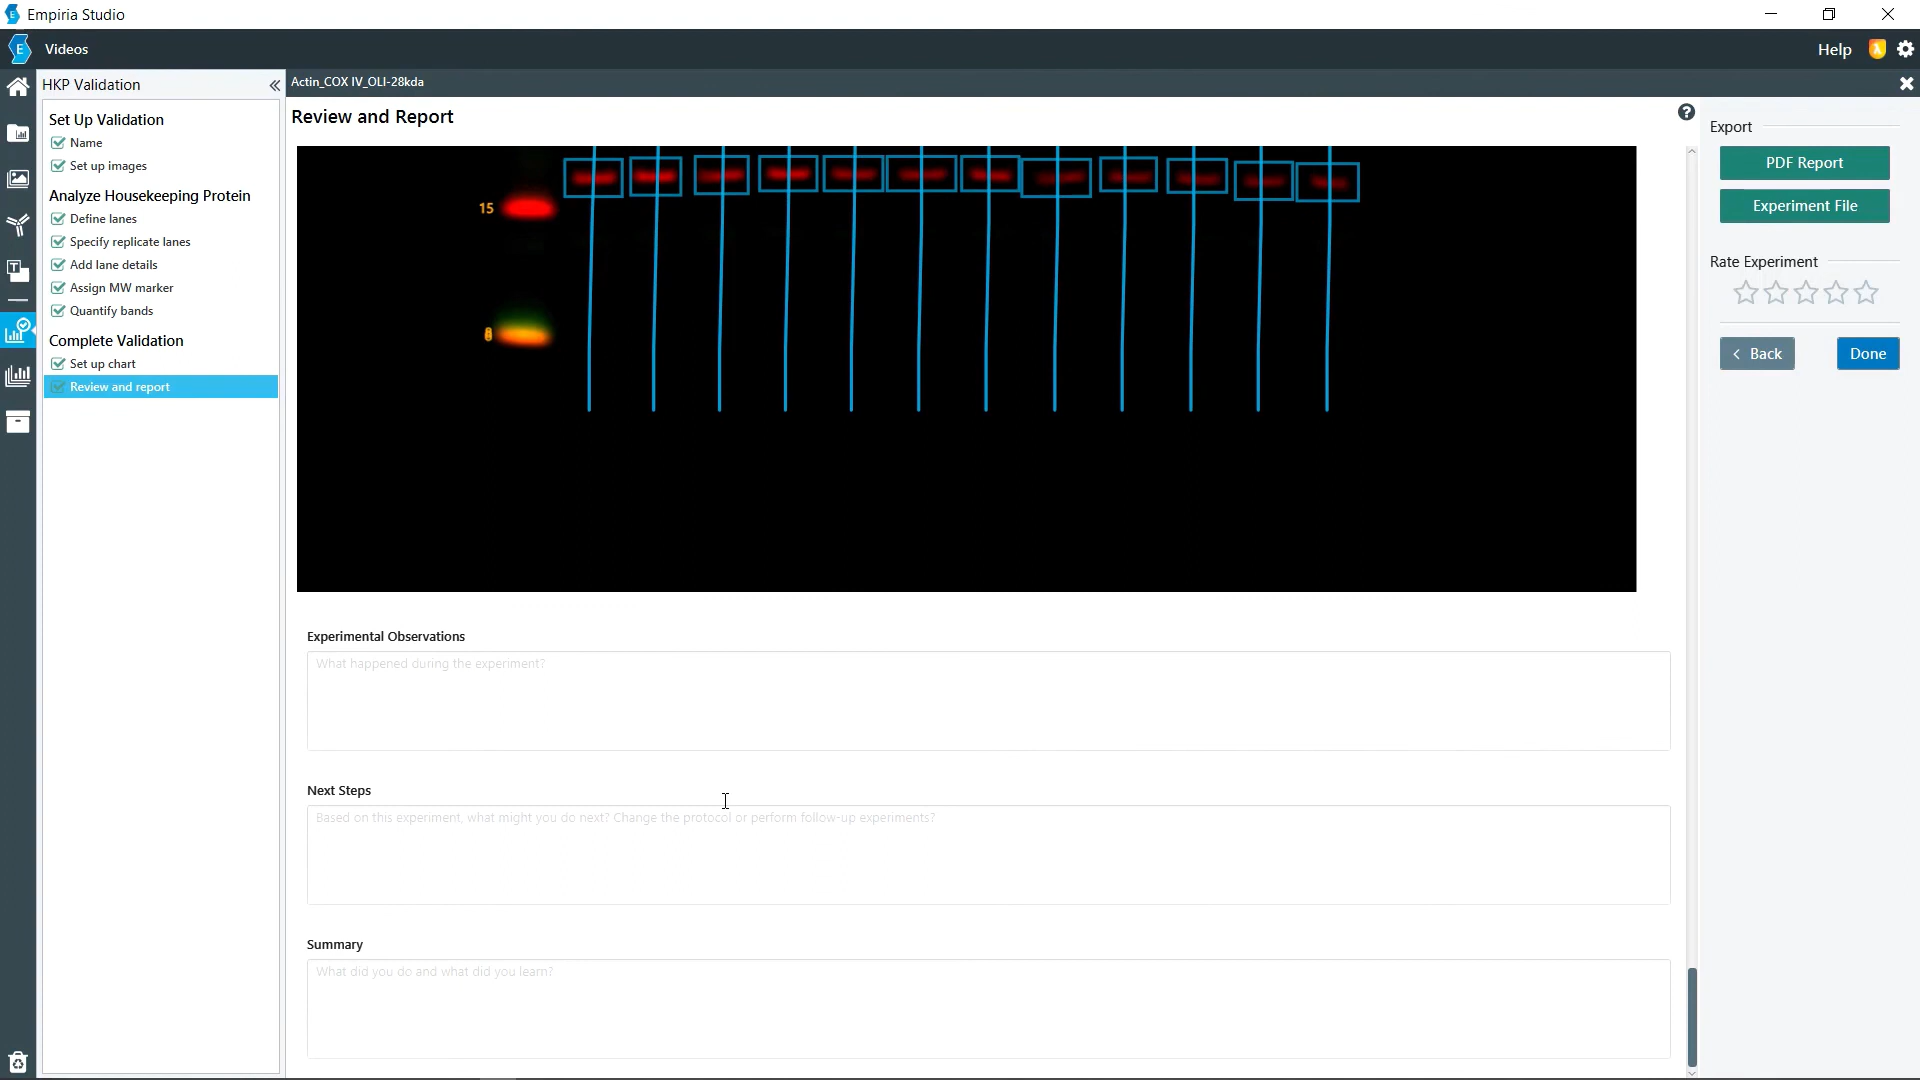 Empiria Studio
Videos
Help
HKP Validation
Actin_COX IV_OLI-28kda
Set Up Validation
Name
Set up images
Analyze Housekeeping Protein
Define lanes
Specify replicate lanes
Add lane details
Assign MW marker
Quantify bands
Complete Validation
Set up chart
Review and report
Review and Report
15
8
Experimental Observations
What happened during the experiment?
Next Steps
Based on this experiment, what might you do next? Change the protocol or perform follow-up experiments?
Summary
What did you do and what did you learn?
Export
PDF Report
Experiment File
Rate Experiment
Back
Done